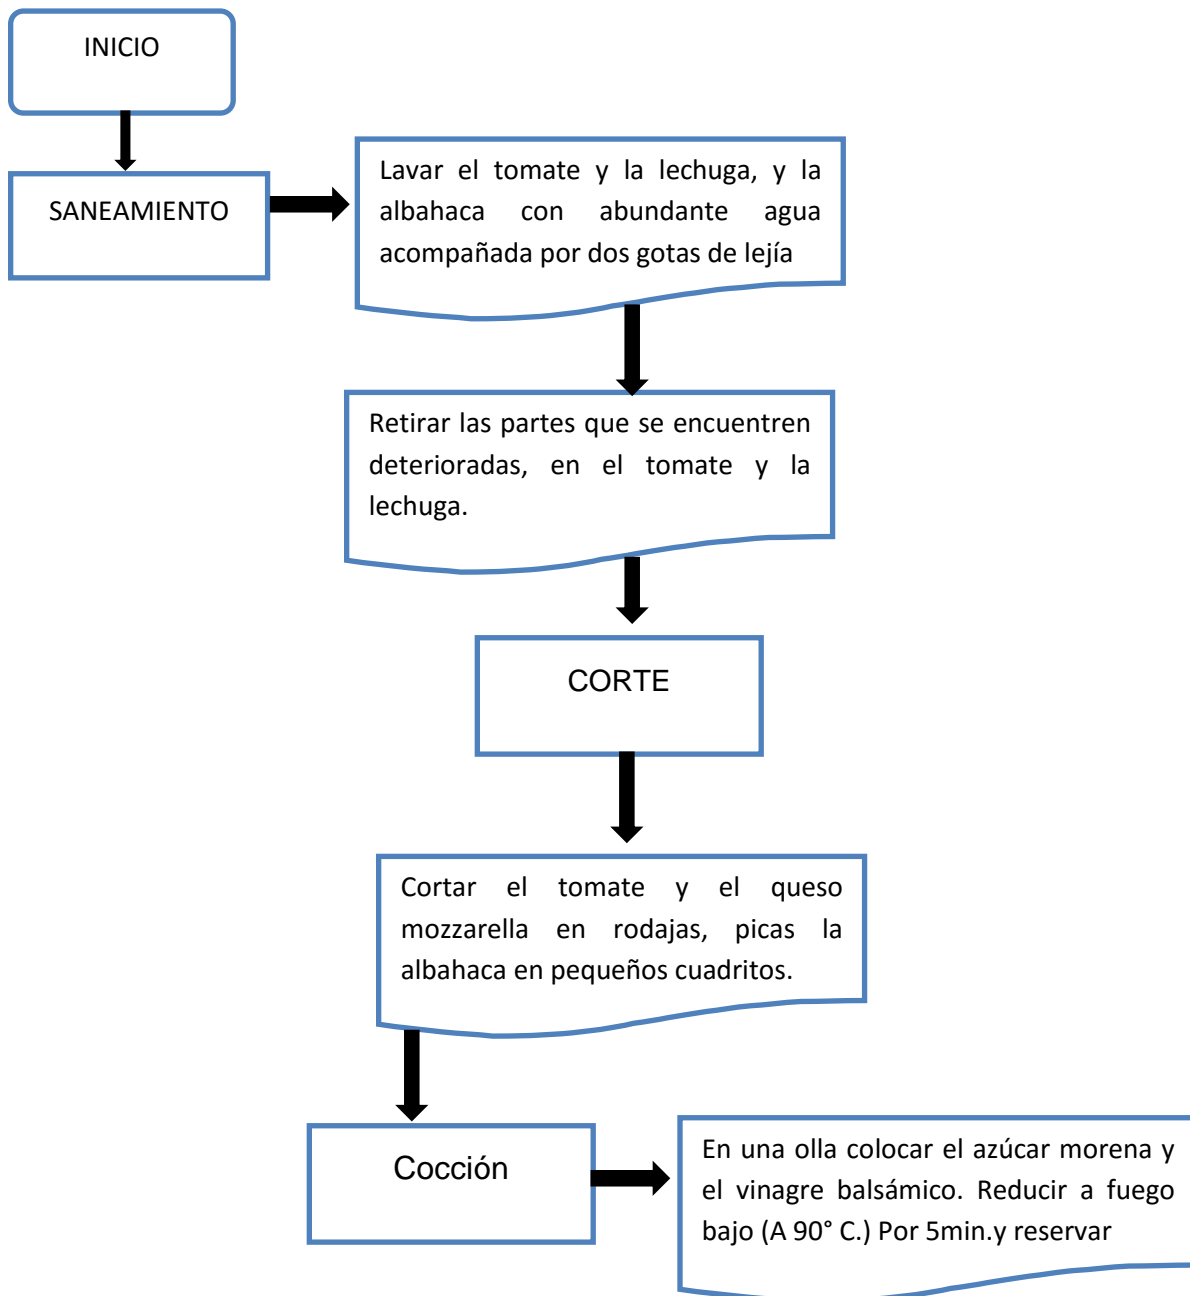 INICIO
SANEAMIENTO
Lavar el tomate y la lechuga, y la
albahaca con abundante agua
acompañada por dos gotas de lejía
Retirar las partes que se encuentren
deterioradas, en el tomate y la
lechuga.
CORTE
Cortar el tomate y el queso
mozzarella en rodajas, picas la
albahaca en pequeños cuadritos.
Cocción
En una olla colocar el azúcar morena y
el vinagre balsámico. Reducir a fuego
bajo (A 90° C.) Por 5min.y reservar